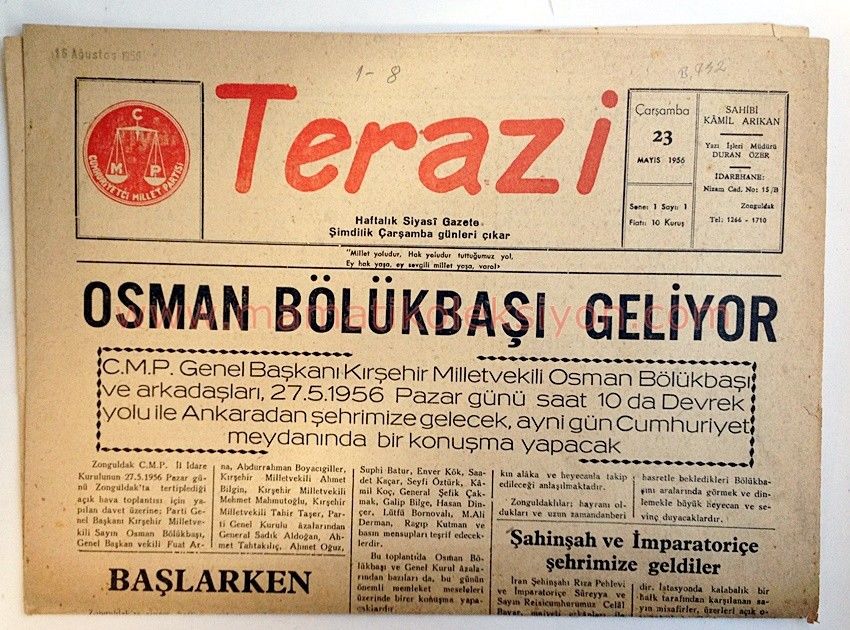 16 Ağustos 1956
1-8
B.732
C M P
CUMHURİYETÇİ MİLLET PARTİSİ
Terazi
Haftalık Siyasî Gazete
Şimdilik Çarşamba günleri çıkar
Çarşamba
23
MAYIS 1956
Sene: 1 Sayı: 1
Fiatı: 10 Kuruş
SAHİBİ
KÂMİL ARIKAN
Yazı İşleri Müdürü
DURAN ÖZER
İDAREHANE:
Nizam Cad. No: 15/B
Zonguldak
Tel: 1266 - 1710
"Millet yoludur, Hak yoludur tuttuğumuz yol,
Ey hak yaşa, ey sevgili millet yaşa, varol>
OSMAN BÖLÜKBAŞI GELİYOR
www.mamatikoleksiyon.com
C.M.P. Genel Başkanı Kırşehir Milletvekili Osman Bölükbaşı
ve arkadaşları, 27.5.1956 Pazar günü saat 10 da Devrek
yolu ile Ankaradan şehrimize gelecek, ayni gün Cumhuriyet
meydanında bir konuşma yapacak
Zonguldak C.M.P. İl İdare
Kurulunun 27.5.1956 Pazar gü-
nü Zonguldak'ta tertiplediği
açık hava toplantısı için ya-
pılan davet üzerine; Parti Ge-
nel Başkanı Kırşehir Milletve-
kili Sayın Osman Bölükbaşı,
Genel Başkan vekili Fuat Ar-
na, Abdurrahman Boyacıgiller,
Kırşehir Milletvekili Ahmet
Bilgin, Kırşehir Milletvekili
Mehmet Mahmutoğlu, Kırşehir
Milletvekili Tahir Taşer, Par-
ti Genel Kurulu âzalarından
General Sadık Aldoğan, Ah-
met Tahtakılıç, Ahmet Oğuz,
Suphi Batur, Enver Kök, Saa-
det Kaçar, Seyfi Öztürk, Kâ-
mil Koç, General Şefik Çak-
mak, Galip Bilge, Hasan Din-
çer, Lütfü Bornovalı, M.Ali
Derman, Ragıp Kutman ve
basın mensupları teşrif edecek-
lerdir.
Bu toplantıda Osman Bö-
lükbaşı ve Genel Kurul Âzala-
rından bazıları da, bu günün
önemli memleket meseleleri
üzerinde birer konuşma yapa-
caklardır.
kın alâka ve heyecanla takip
edileceği anlaşılmaktadır.
Zonguldaklılar; hayranı ol-
dukları ve uzun zamandanberi
hasretle bekledikleri Bölükba-
şını aralarında görmek ve din-
lemekle büyük heyecan ve se-
vinç duyacaklardır.
BAŞLARKEN
Şahinşah ve İmparatoriçe
şehrimize geldiler
İran Şehinşahı Rıza Pehlevi
ve İmparatoriçe Süreyya ve
Sayın Reisicumhurumuz Celâl
Bayar, maiyeti erkânları ile
dir. İstasyonda kalabalık bir
halk tarafından karşılanan sa-
yın misafirler, üzerleri açık o-